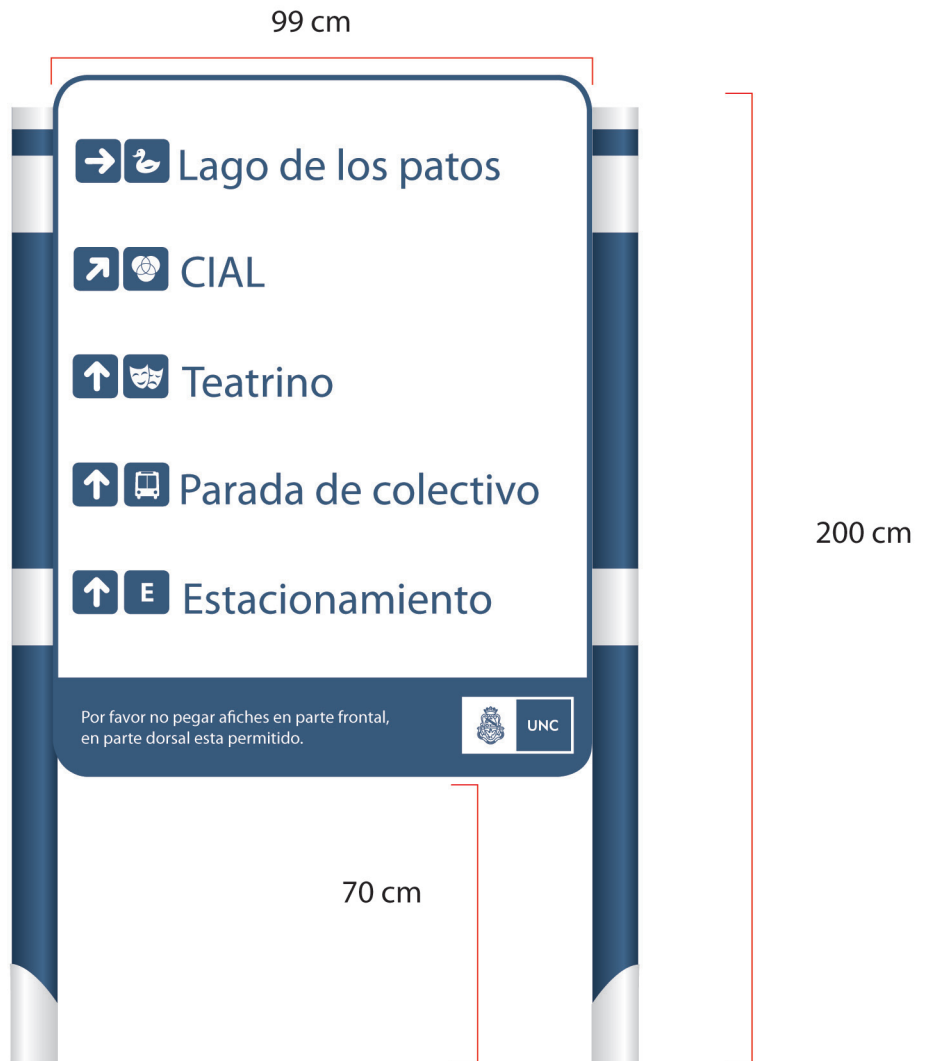 99 cm
Lago de los patos
CIAL
Teatrino
Parada de colectivo
200 cm
E Estacionamiento
Por favor no pegar afiches en parte frontal,
en parte dorsal esta permitido.
UNC
70 cm